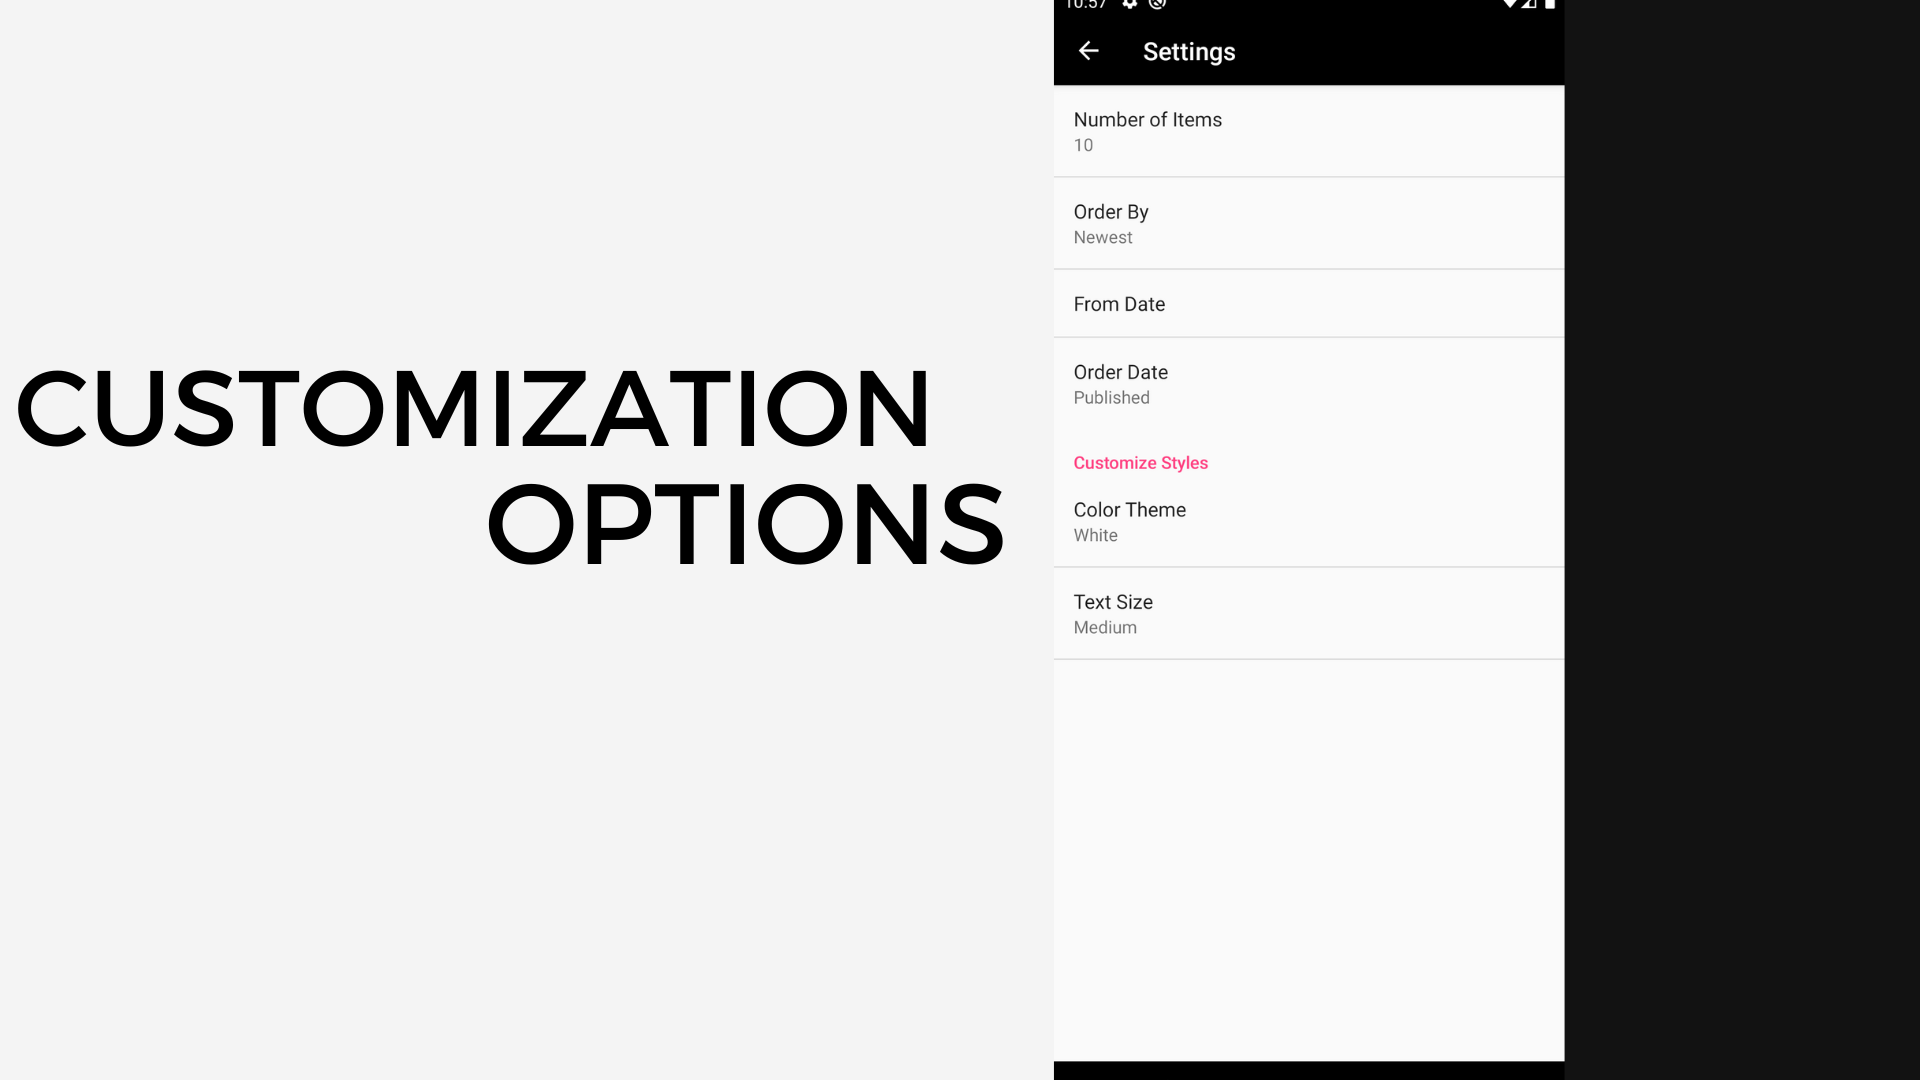 CUSTOMIZATION
OPTIONS
10:57
Settings
Number of Items
10
Order By
Newest
From Date
Order Date
Published
Customize Styles
Color Theme
White
Text Size
Medium